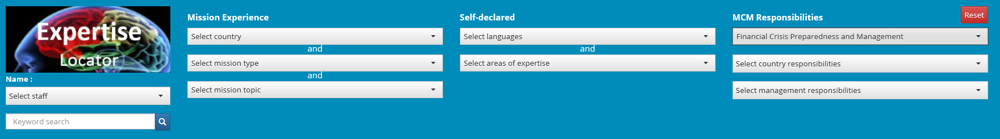 Expertise
Locator
Name :
Select staff
Keyword search
Mission Experience
Select country
and
Select mission type
and
Select mission topic
Self-declared
Select languages
and
Select areas of expertise
MCM Responsibilities
Reset
Financial Crisis Preparedness and Management
Select country responsibilities
Select management responsibilities